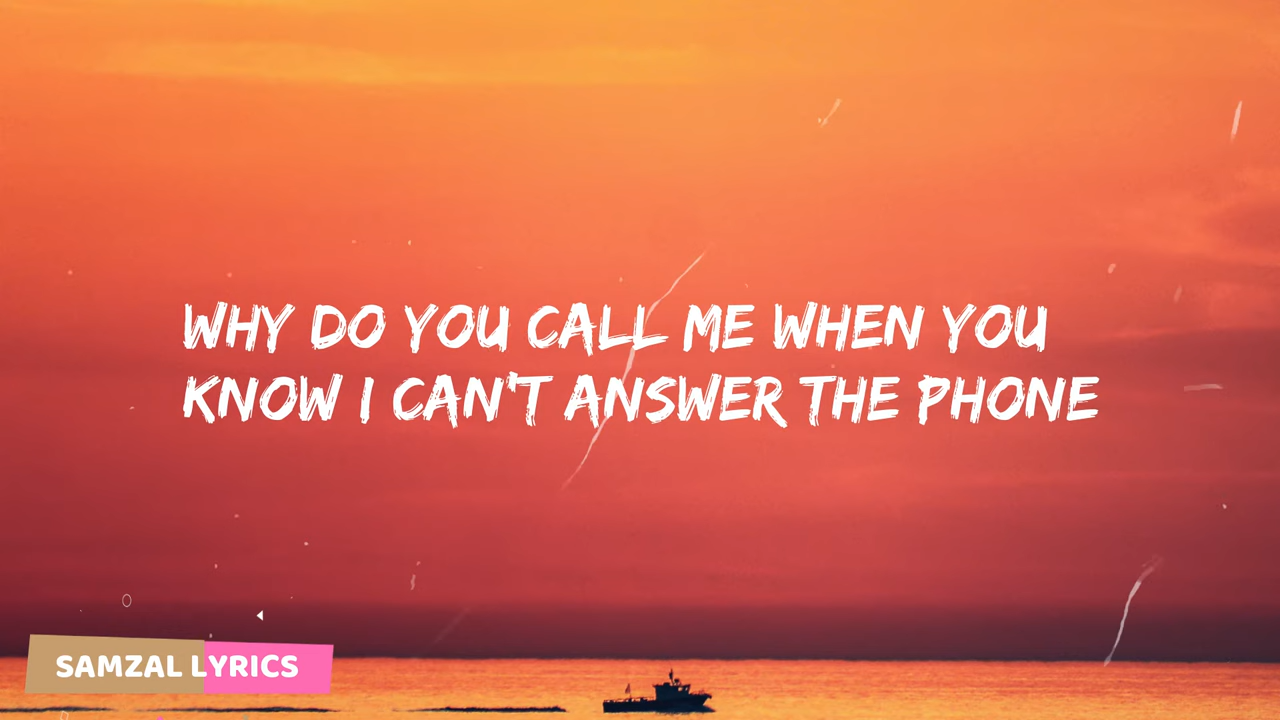 WHY DO YOU CALL ME WHEN YOU
KNOW I CAN'T ANSWER THE PHONE
SAMZAL LYRICS